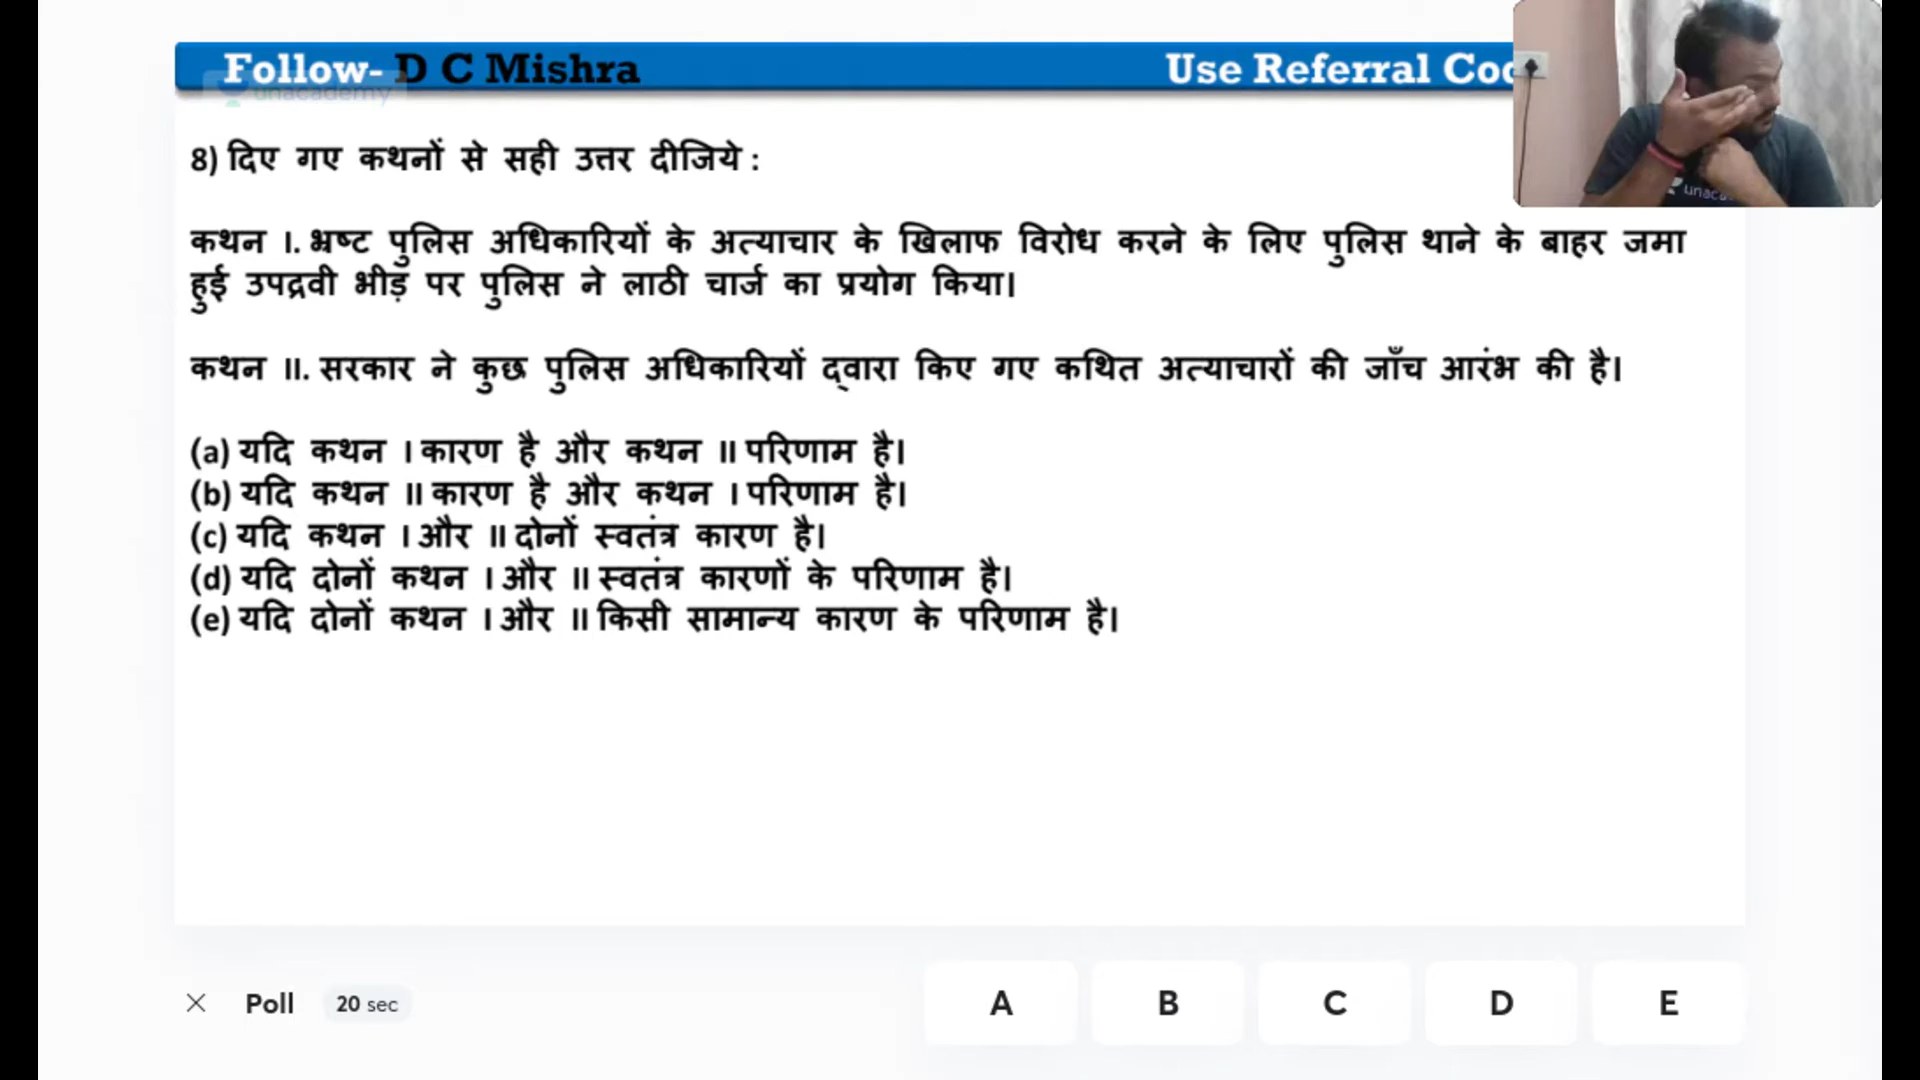 Follow- D C Mishra
Use Referral
unacademy
8) दिए गए कथनों से सही उत्तर दीजिये :
कथन I. भ्रष्ट पुलिस अधिकारियों के अत्याचार के खिलाफ विरोध करने के लिए पुलिस थाने के बाहर जमा
हुई उपद्रवी भीड़ पर पुलिस ने लाठी चार्ज का प्रयोग किया।
कथन II. सरकार ने कुछ पुलिस अधिकारियों द्वारा किए गए कथित अत्याचारों की जाँच आरंभ की है।
(a) यदि कथन I कारण है और कथन II परिणाम है।
(b) यदि कथन II कारण है और कथन I परिणाम है।
(c) यदि कथन I और II दोनों स्वतंत्र कारण है।
(d) यदि दोनों कथन I और II स्वतंत्र कारणों के परिणाम है।
(e) यदि दोनों कथन I और II किसी सामान्य कारण के परिणाम है।
Poll 20 sec A B C D E